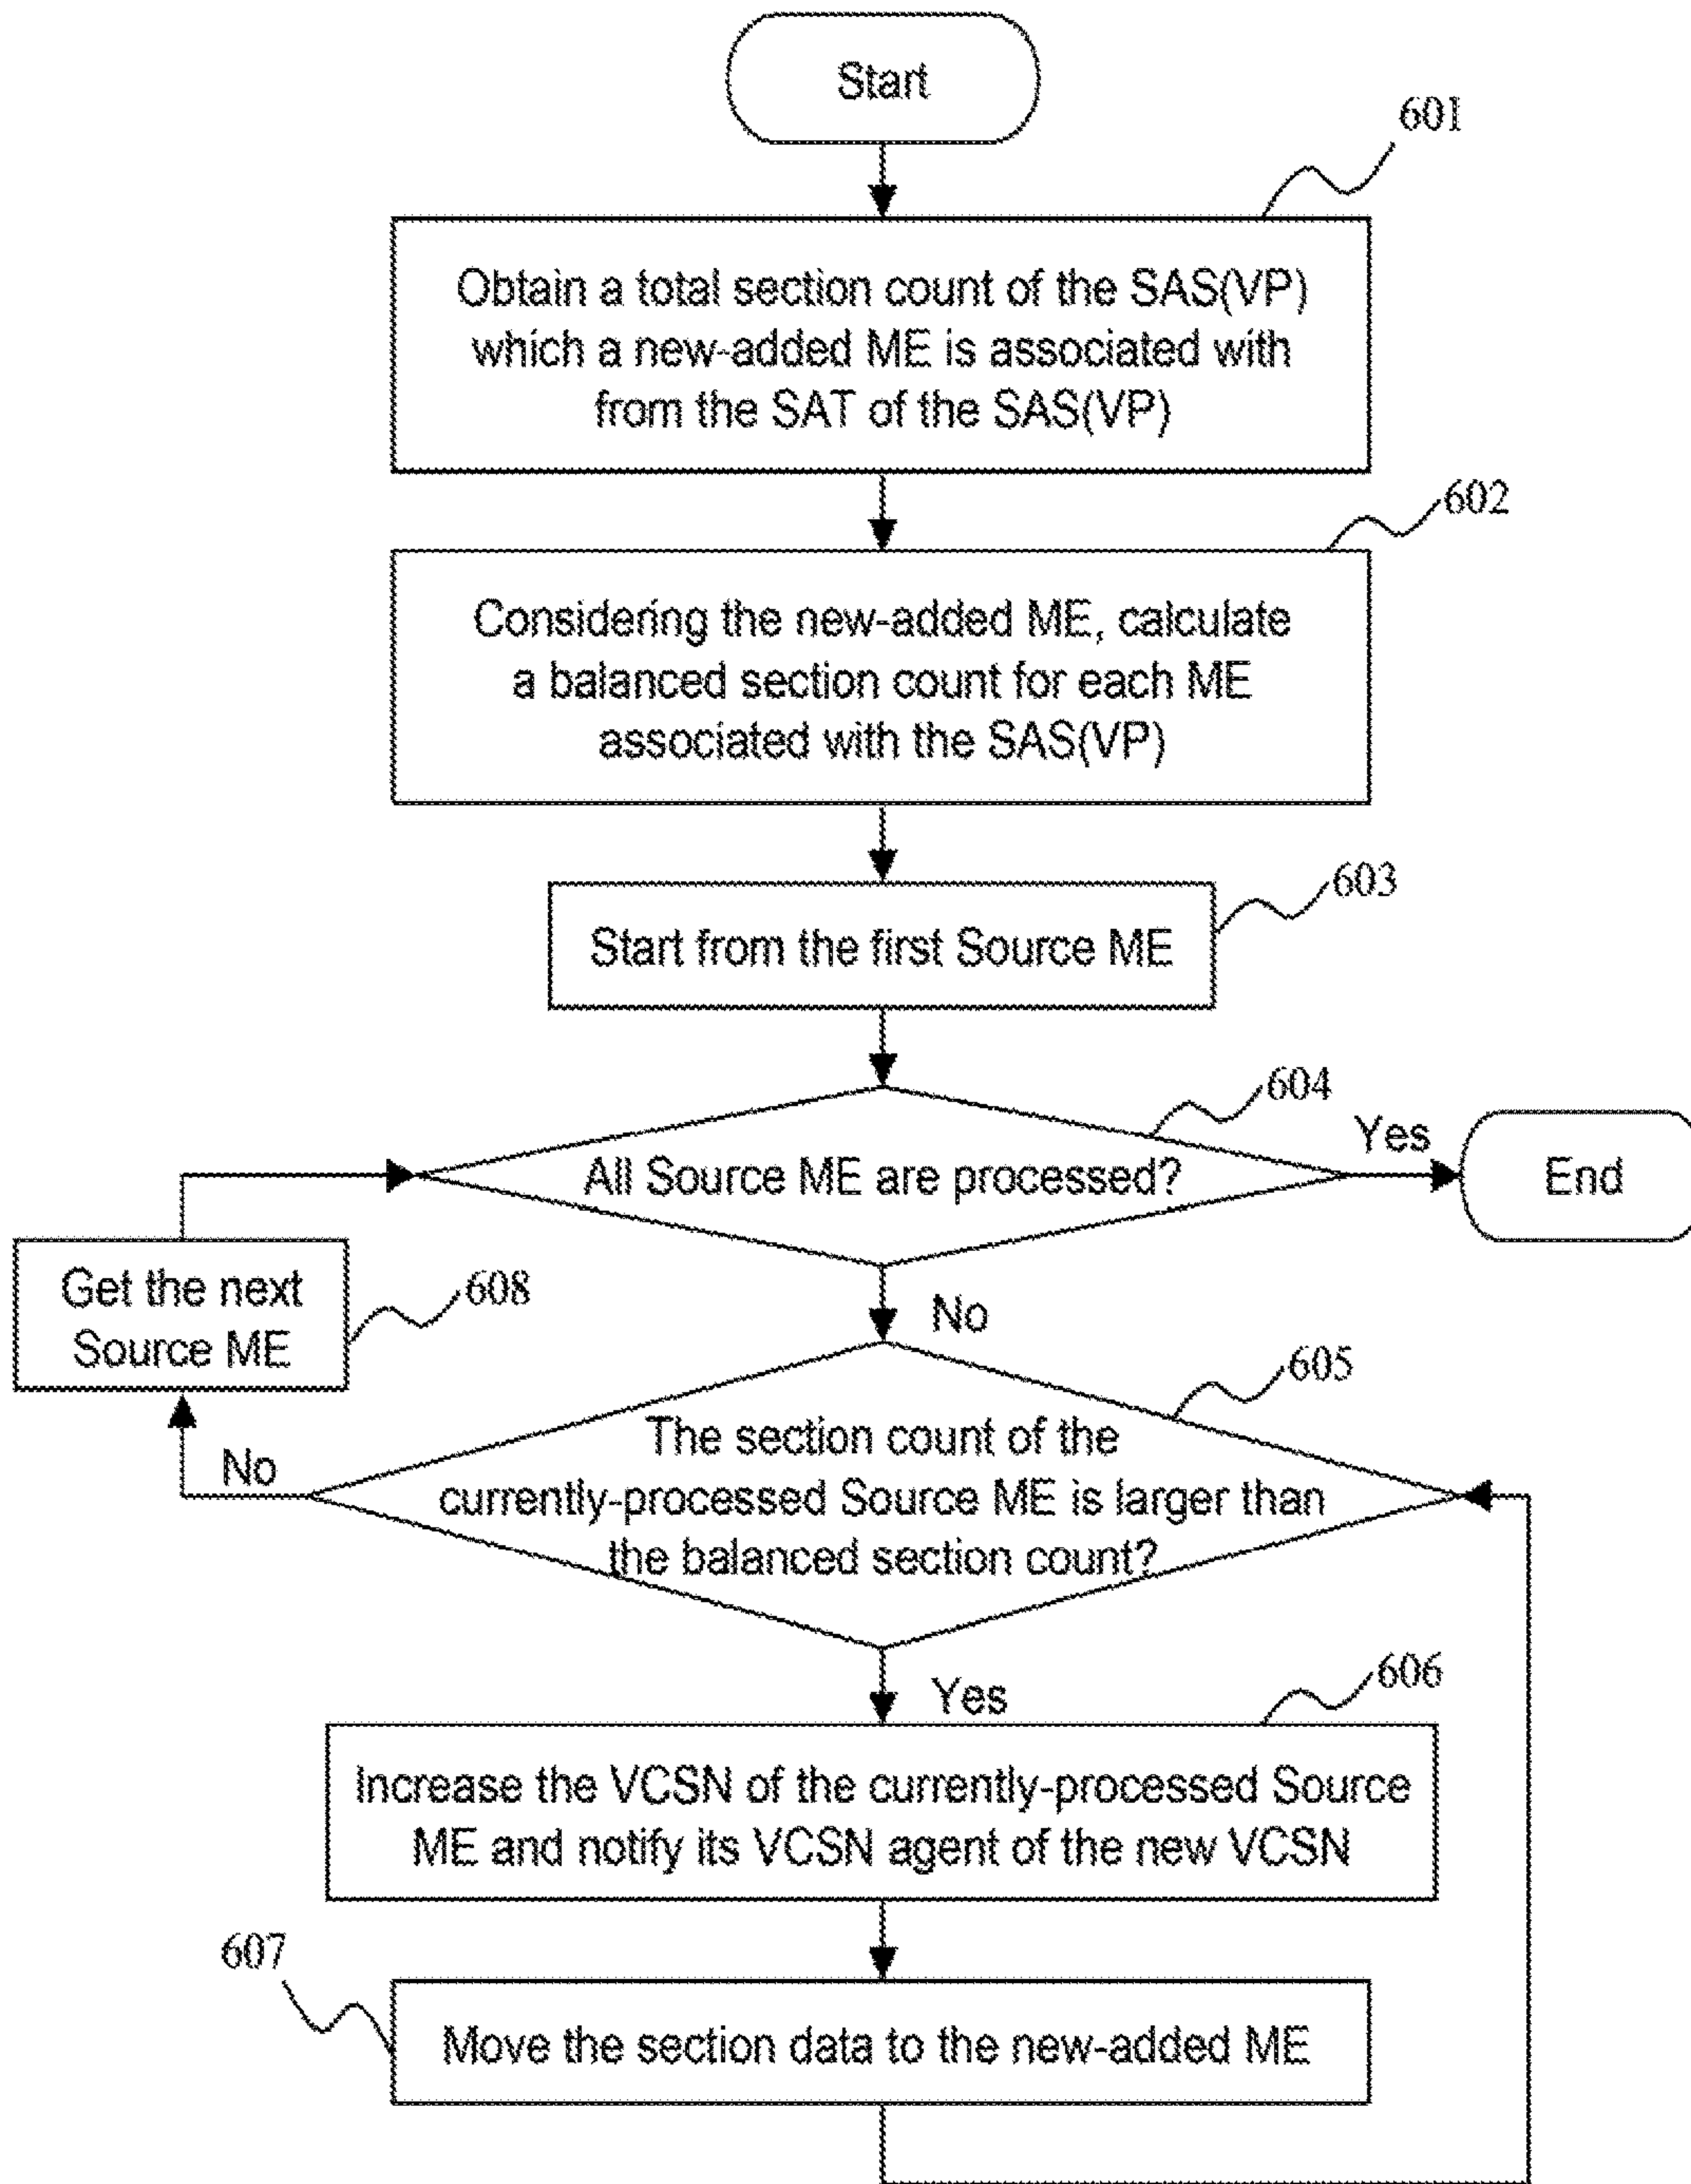 Start
601
Obtain a total section count of the SAS(VP)
which a new-added ME is associated with
from the SAT of the SAS(VP)
602
Considering the new-added ME, calculate
a balanced section count for each ME
associated with the SAS(VP)
603
Start from the first Source ME
604
All Source ME are processed?
Yes
End
Get the next
Source ME
608
No
605
The section count of the
currently-processed Source ME is larger than
the balanced section count?
No
Yes
606
Increase the VCSN of the currently-processed Source
ME and notify its VCSN agent of the new VCSN
607
Move the section data to the new-added ME